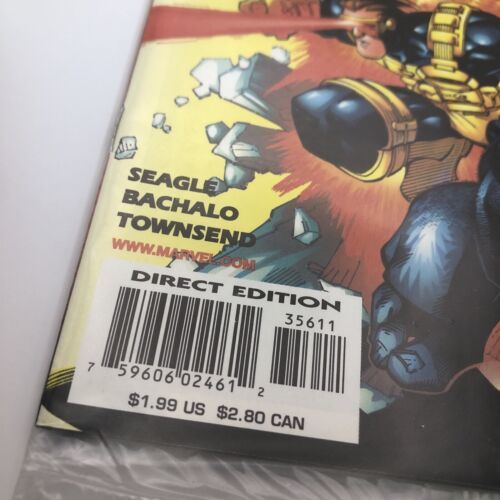 SEAGLE
BACHALO
TOWNSEND
WWW.MARVEL.COM
DIRECT EDITION
35611
7 59606 02461 2
$1.99 US $2.80 CAN